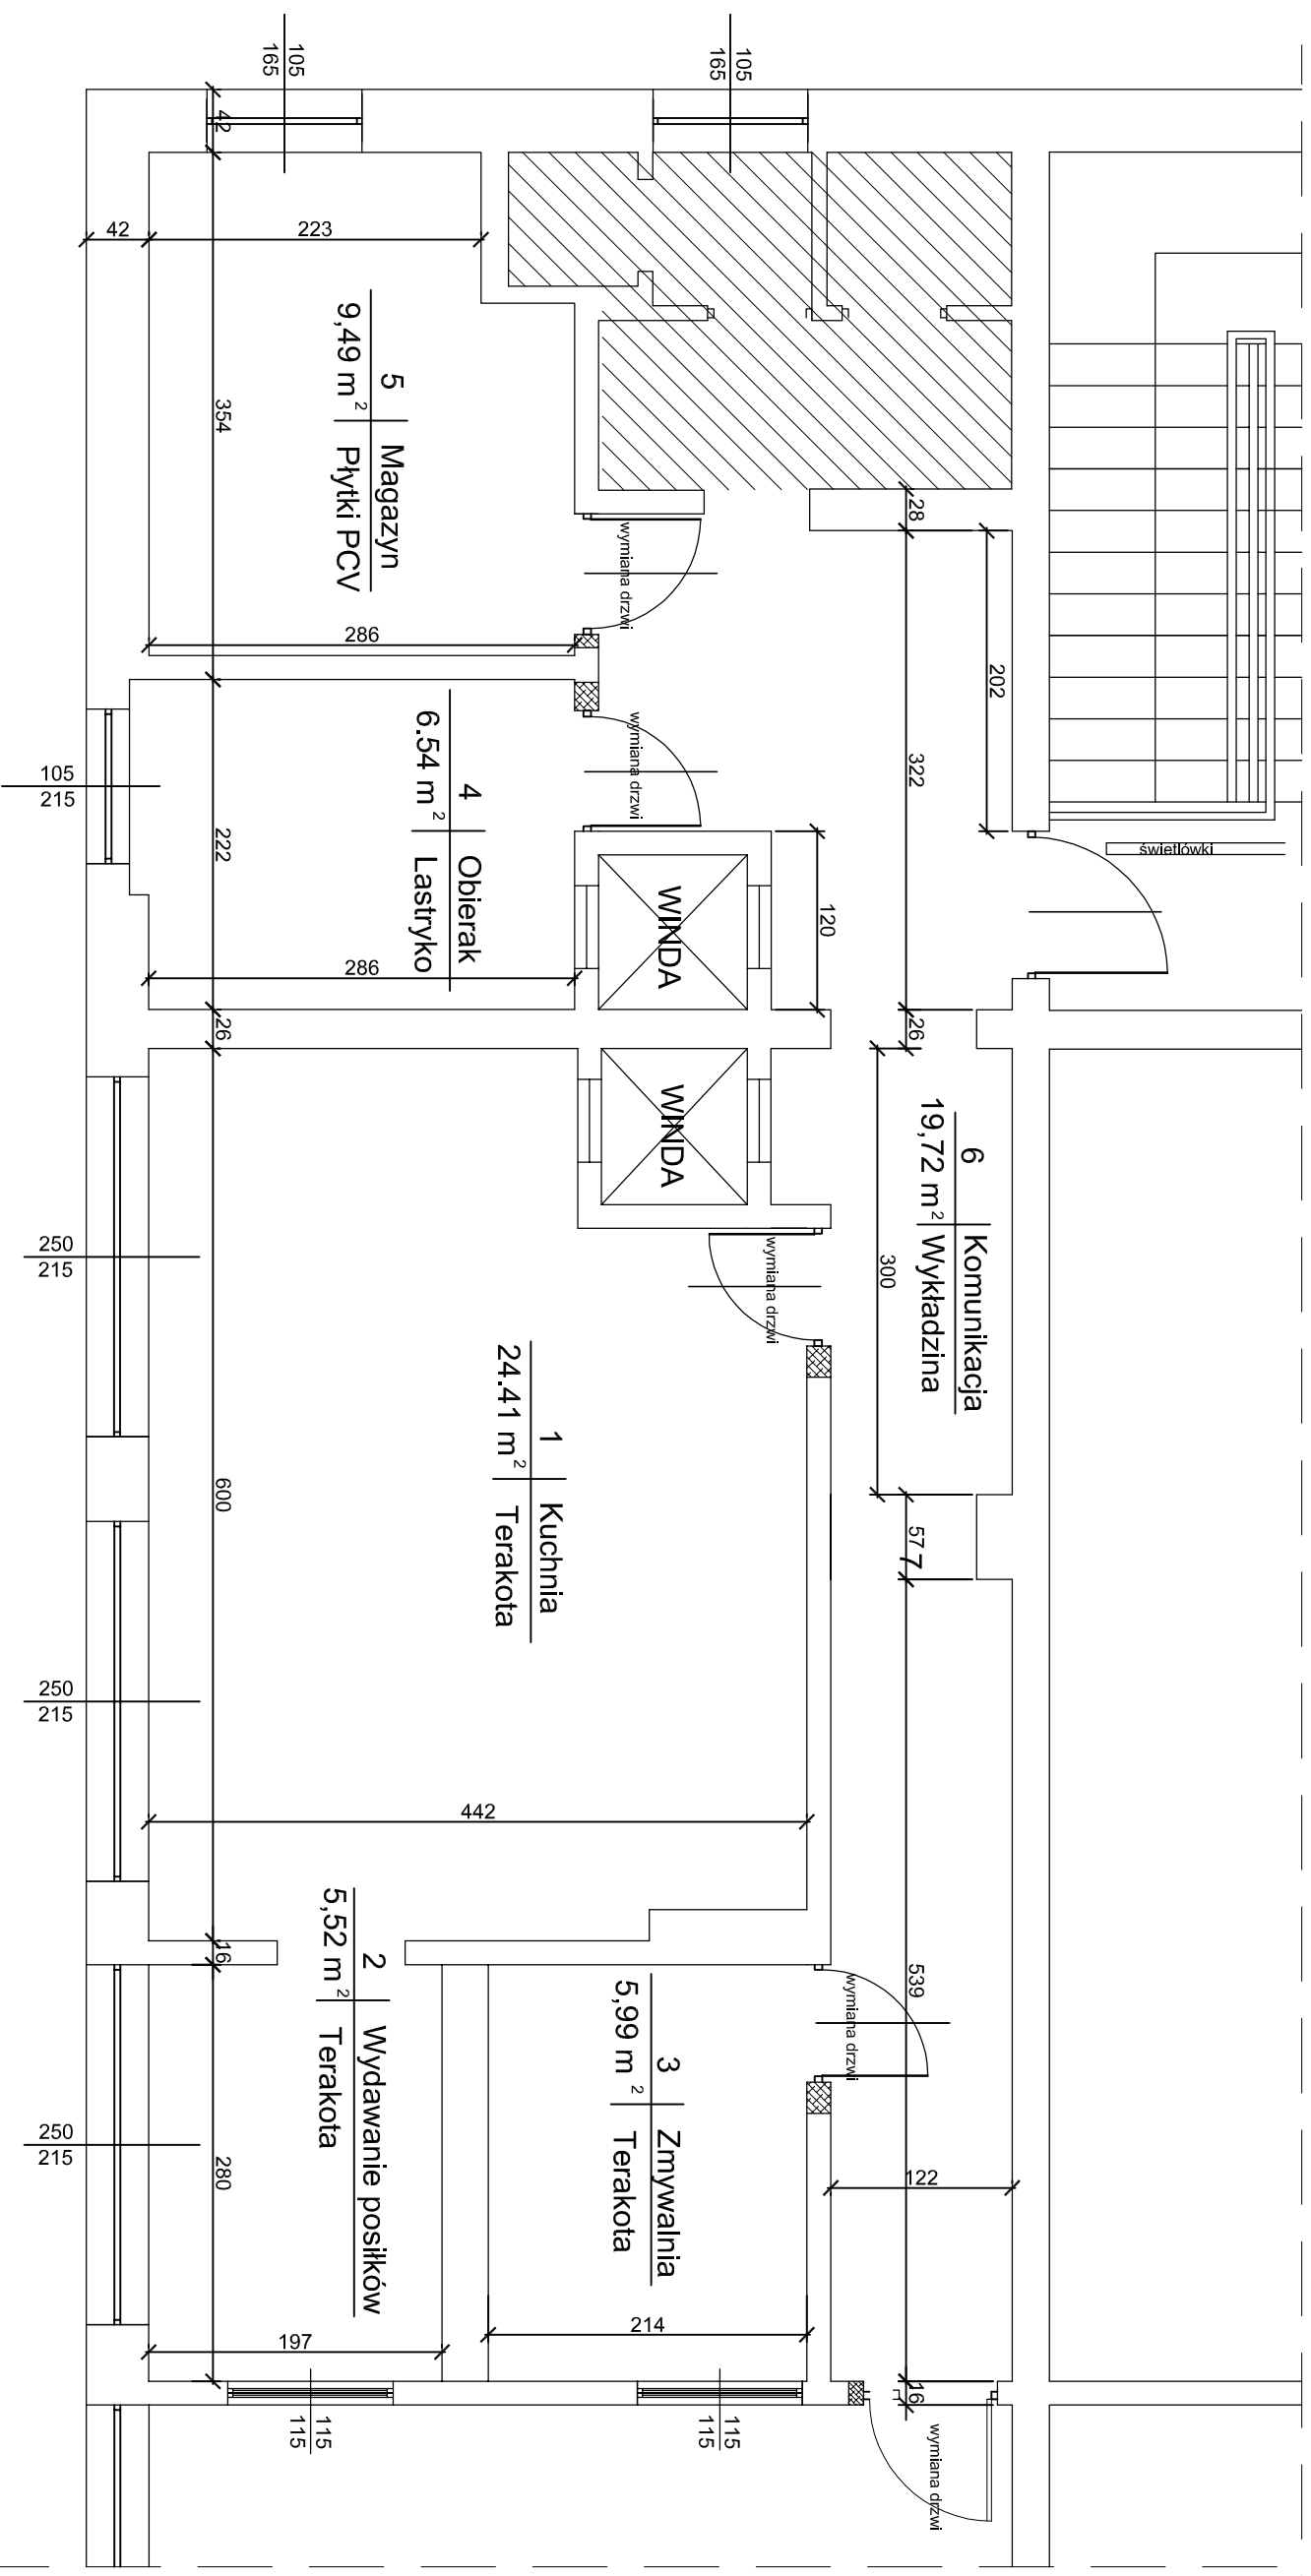 105
165
105
165
42
42
223
354
5
Magazyn
9,49 m²
Płytki PCV
286
wymiana drzwi
28
202
322
105
215
222
4
Obierak
6.54 m²
Lastryko
286
wymiana drzwi
WINDA
120
świetlówki
26
26
WINDA
6
Komunikacja
19,72 m²
Wykładzina
300
wymiana drzwi
250
215
600
1
Kuchnia
24.41 m²
Terakota
57
7
250
215
442
16
2
Wydawanie posiłków
5,52 m²
Terakota
3
Zmywalnia
5,99 m²
Terakota
wymiana drzwi
539
122
250
215
280
197
214
16
115
115
115
115
wymiana drzwi